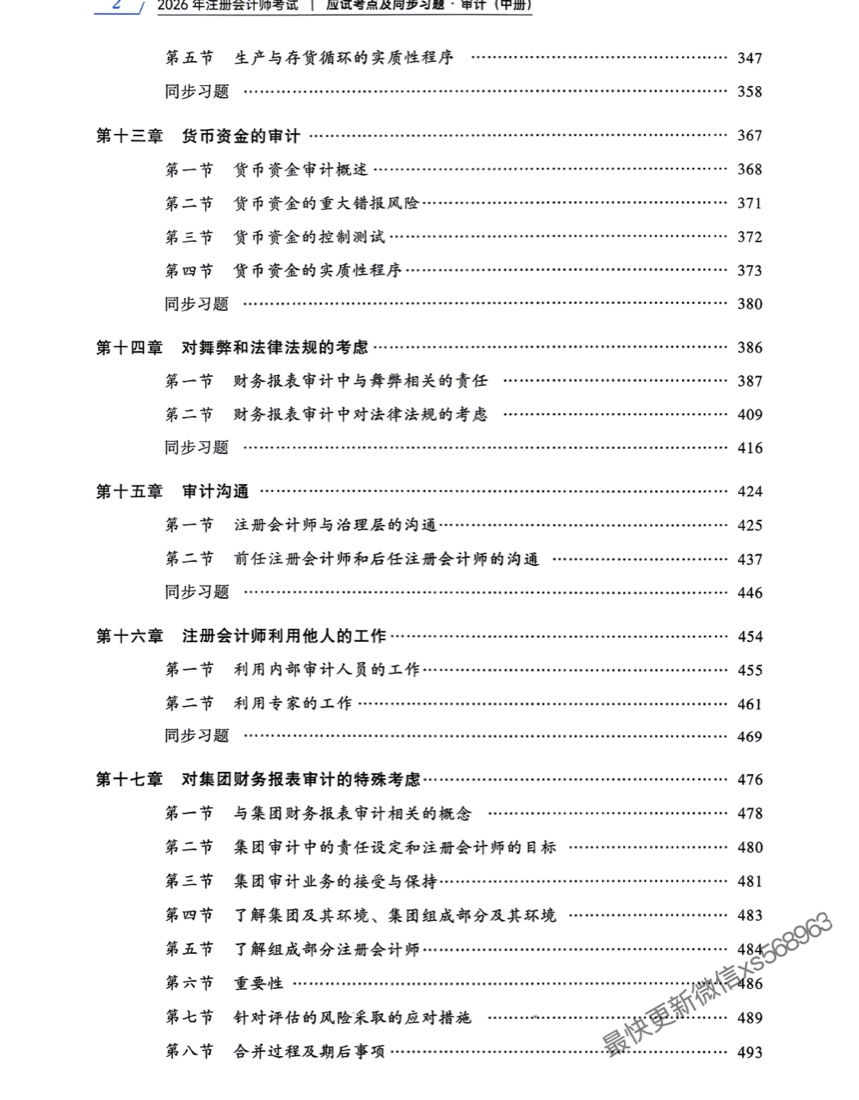 2 2026年注册会计师考试 | 应试考点及同步习题·审计（中册）
第五节 生产与存货循环的实质性程序 …… 347
同步习题 …… 358
第十三章 货币资金的审计 …… 367
第一节 货币资金审计概述 …… 368
第二节 货币资金的重大错报风险 …… 371
第三节 货币资金的控制测试 …… 372
第四节 货币资金的实质性程序 …… 373
同步习题 …… 380
第十四章 对舞弊和法律法规的考虑 …… 386
第一节 财务报表审计中与舞弊相关的责任 …… 387
第二节 财务报表审计中对法律法规的考虑 …… 409
同步习题 …… 416
第十五章 审计沟通 …… 424
第一节 注册会计师与治理层的沟通 …… 425
第二节 前任注册会计师和后任注册会计师的沟通 …… 437
同步习题 …… 446
第十六章 注册会计师利用他人的工作 …… 454
第一节 利用内部审计人员的工作 …… 455
第二节 利用专家的工作 …… 461
同步习题 …… 469
第十七章 对集团财务报表审计的特殊考虑 …… 476
第一节 与集团财务报表审计相关的概念 …… 478
第二节 集团审计中的责任设定和注册会计师的目标 …… 480
第三节 集团审计业务的接受与保持 …… 481
第四节 了解集团及其环境、集团组成部分及其环境 …… 483
第五节 了解组成部分注册会计师 …… 484
第六节 重要性 …… 486
第七节 针对评估的风险采取的应对措施 …… 489
第八节 合并过程及期后事项 …… 493
最快更新微信xs568963